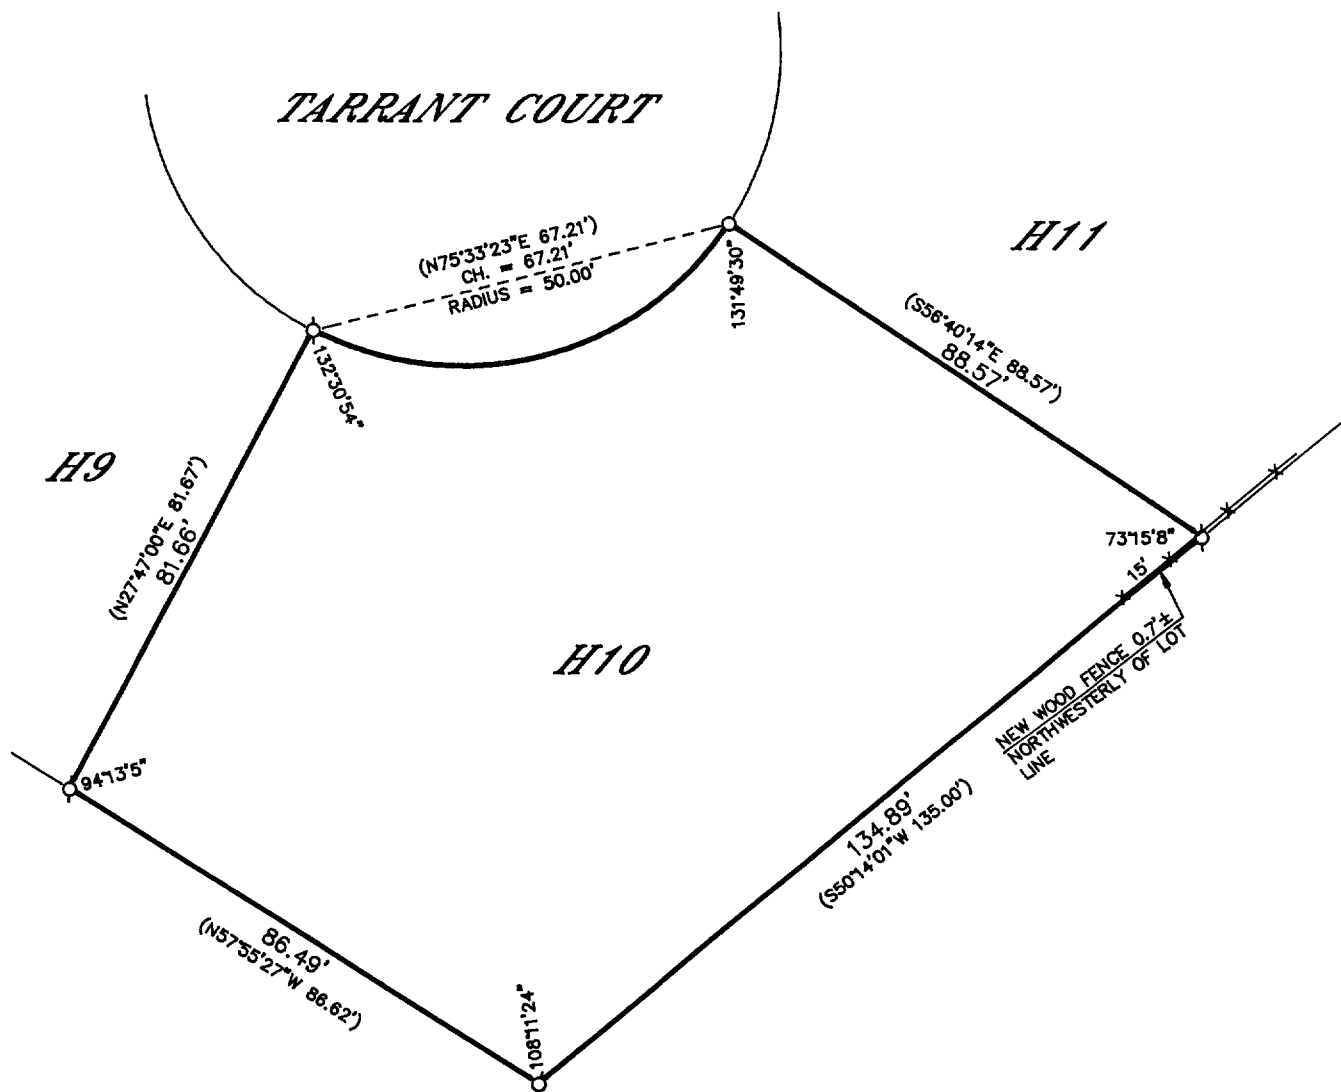 TARRANT COURT
(N75°33'23"E 67.21')
CH. = 67.21'
RADIUS = 50.00'
H11
(S56°40'14"E 88.57')
88.57'
131°49'30"
132°30'54"
H9
(N27°47'00"E 81.67')
81.66'
73°15'8"
15'
H10
NEW WOOD FENCE 0.7'±
NORTHWESTERLY OF LOT
LINE
94°13'5"
134.89'
(S50°14'01"W 135.00')
86.49'
(N57°55'27"W 86.62')
108°11'24"